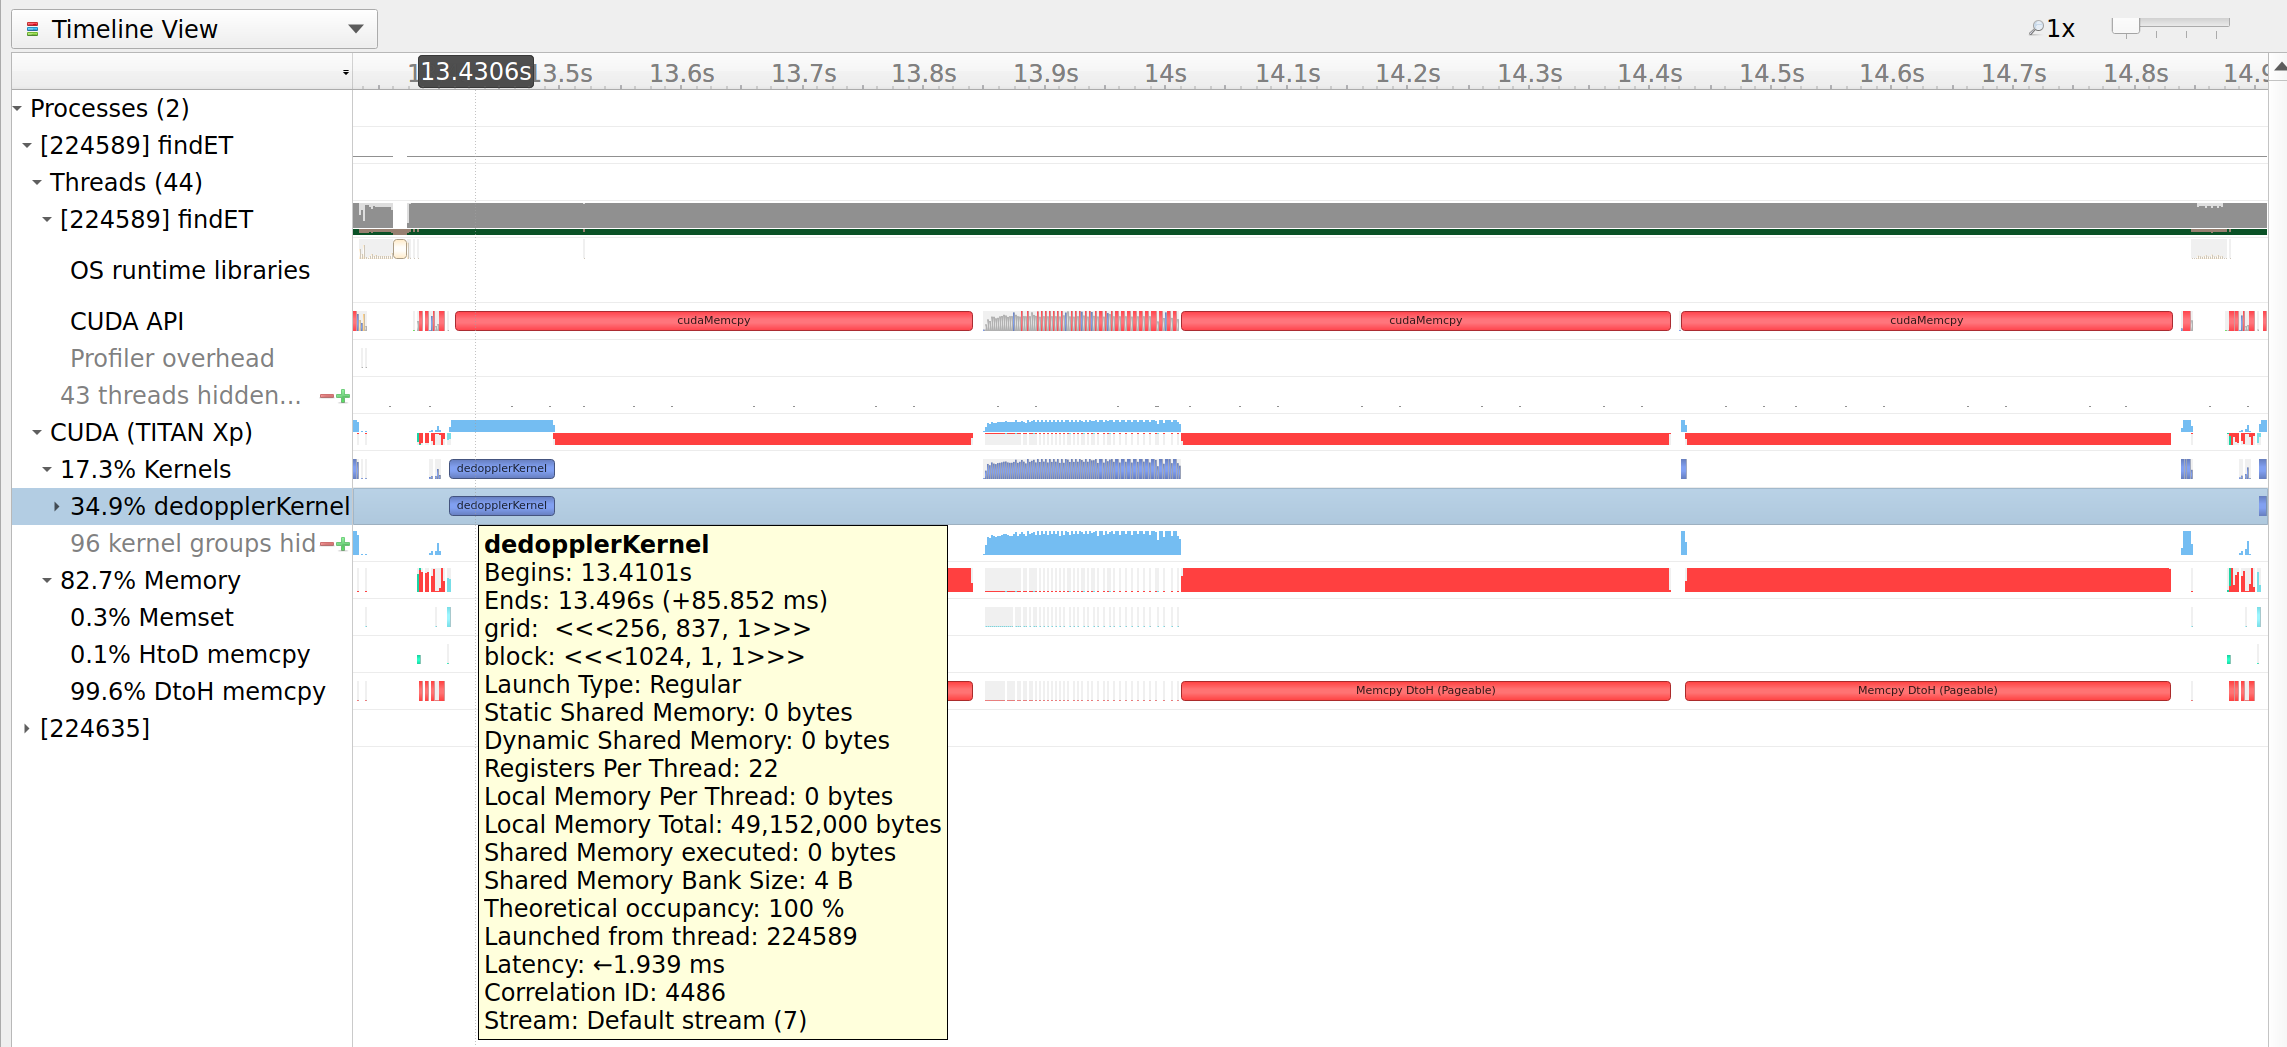 Timeline View
1x
13.4306s
13.5s 13.6s 13.7s 13.8s 13.9s 14s 14.1s 14.2s 14.3s 14.4s 14.5s 14.6s 14.7s 14.8s
Processes (2)
[224589] findET
Threads (44)
[224589] findET
OS runtime libraries
CUDA API
cudaMemcpy cudaMemcpy cudaMemcpy
Profiler overhead
43 threads hidden...
CUDA (TITAN Xp)
17.3% Kernels
dedopplerKernel
34.9% dedopplerKernel
dedopplerKernel
96 kernel groups hid
82.7% Memory
0.3% Memset
0.1% HtoD memcpy
99.6% DtoH memcpy
Memcpy DtoH (Pageable) Memcpy DtoH (Pageable)
[224635]
dedopplerKernel
Begins: 13.4101s
Ends: 13.496s (+85.852 ms)
grid: <<<256, 837, 1>>>
block: <<<1024, 1, 1>>>
Launch Type: Regular
Static Shared Memory: 0 bytes
Dynamic Shared Memory: 0 bytes
Registers Per Thread: 22
Local Memory Per Thread: 0 bytes
Local Memory Total: 49,152,000 bytes
Shared Memory executed: 0 bytes
Shared Memory Bank Size: 4 B
Theoretical occupancy: 100 %
Launched from thread: 224589
Latency: ←1.939 ms
Correlation ID: 4486
Stream: Default stream (7)